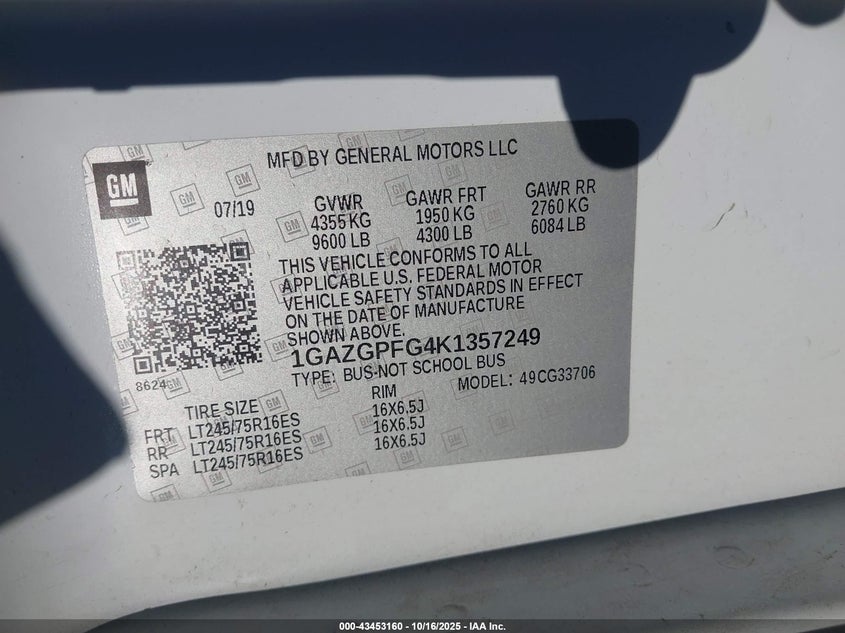 GM
MFD BY GENERAL MOTORS LLC
07/19
GVWR
4355 KG
9600 LB
GAWR FRT
1950 KG
4300 LB
GAWR RR
2760 KG
6084 LB
THIS VEHICLE CONFORMS TO ALL
APPLICABLE U.S. FEDERAL MOTOR
VEHICLE SAFETY STANDARDS IN EFFECT
ON THE DATE OF MANUFACTURE
SHOWN ABOVE.
1GAZGPFG4K1357249
TYPE: BUS-NOT SCHOOL BUS
8624
MODEL: 49CG33706
TIRE SIZE RIM
FRT LT245/75R16ES 16X6.5J
RR LT245/75R16ES 16X6.5J
SPA LT245/75R16ES 16X6.5J
000-43453160 - 10/16/2025 - IAA Inc.